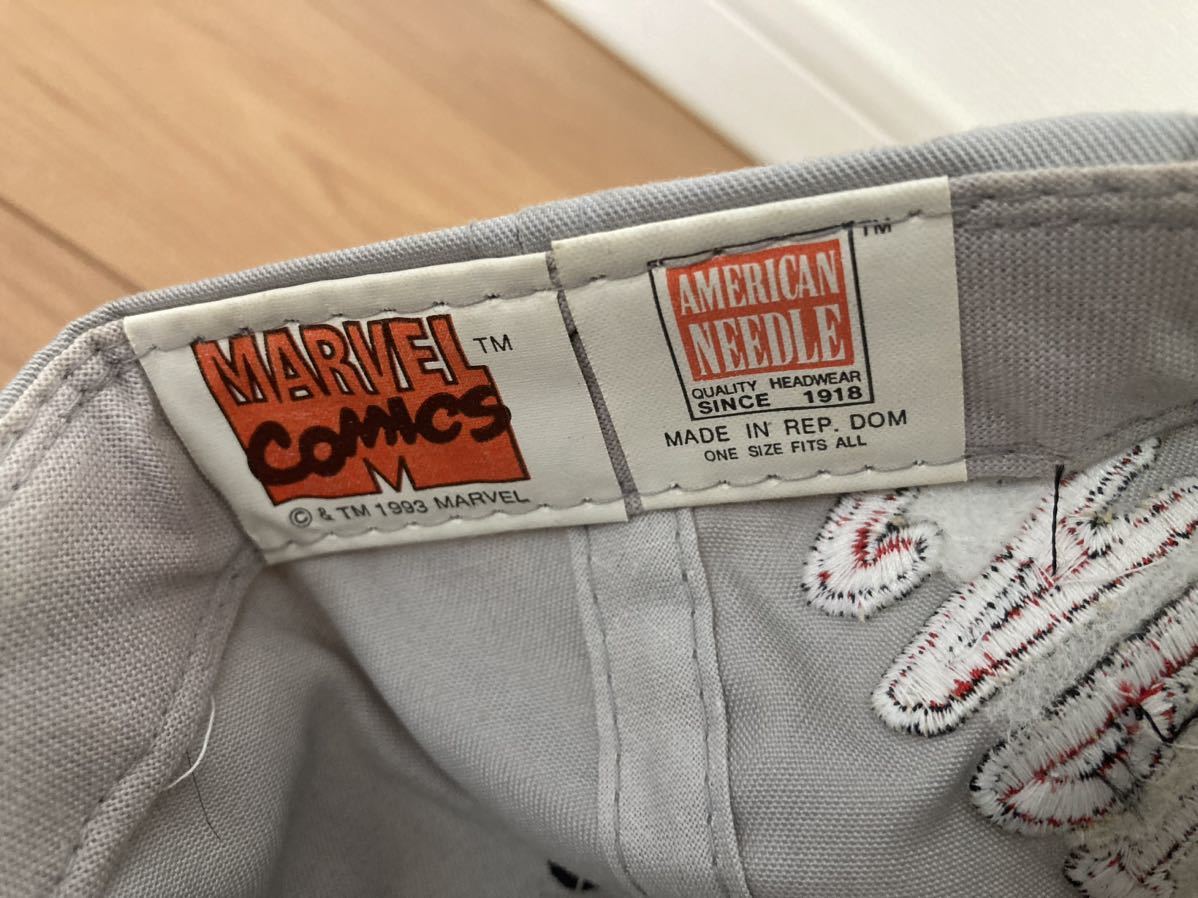 MARVEL TM
COMICS
M
© & TM 1993 MARVEL
TM
AMERICAN
NEEDLE
QUALITY HEADWEAR
SINCE 1918
MADE IN REP. DOM
ONE SIZE FITS ALL